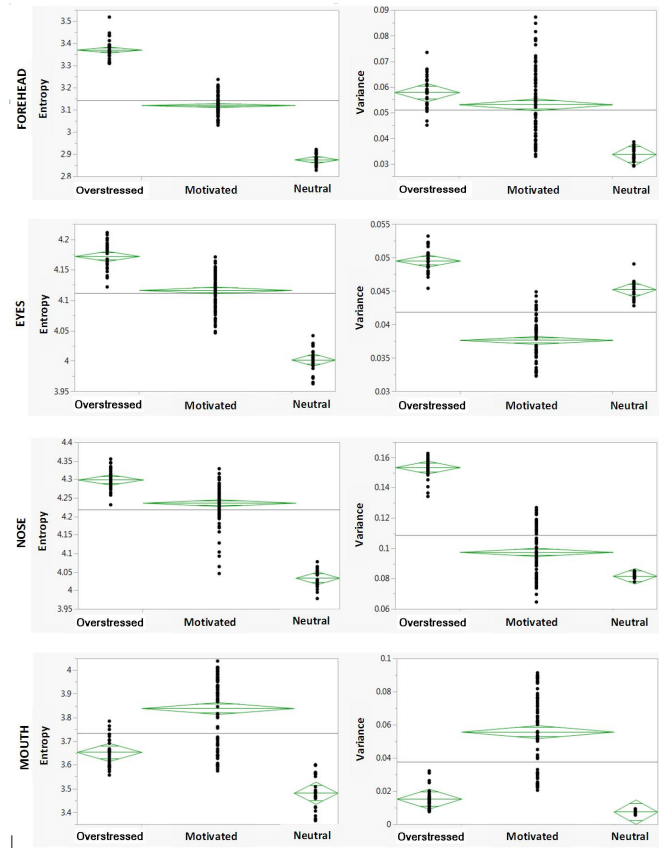 FOREHEAD
Entropy
3.5
3.4
3.3
3.2
3.1
3
2.9
2.8
Overstressed Motivated Neutral
Variance
0.09
0.08
0.07
0.06
0.05
0.04
0.03
Overstressed Motivated Neutral
EYES
Entropy
4.2
4.15
4.1
4.05
4
3.95
Overstressed Motivated Neutral
Variance
0.055
0.05
0.045
0.04
0.035
0.03
Overstressed Motivated Neutral
NOSE
Entropy
4.4
4.35
4.3
4.25
4.2
4.15
4.1
4.05
4
3.95
Overstressed Motivated Neutral
Variance
0.16
0.14
0.12
0.1
0.080
0.06
Overstressed Motivated Neutral
MOUTH
Entropy
4
3.9
3.8
3.7
3.6
3.5
3.4
Overstressed Motivated Neutral
Variance
0.1
0.08
0.06
0.04
0.02
0
Overstressed Motivated Neutral